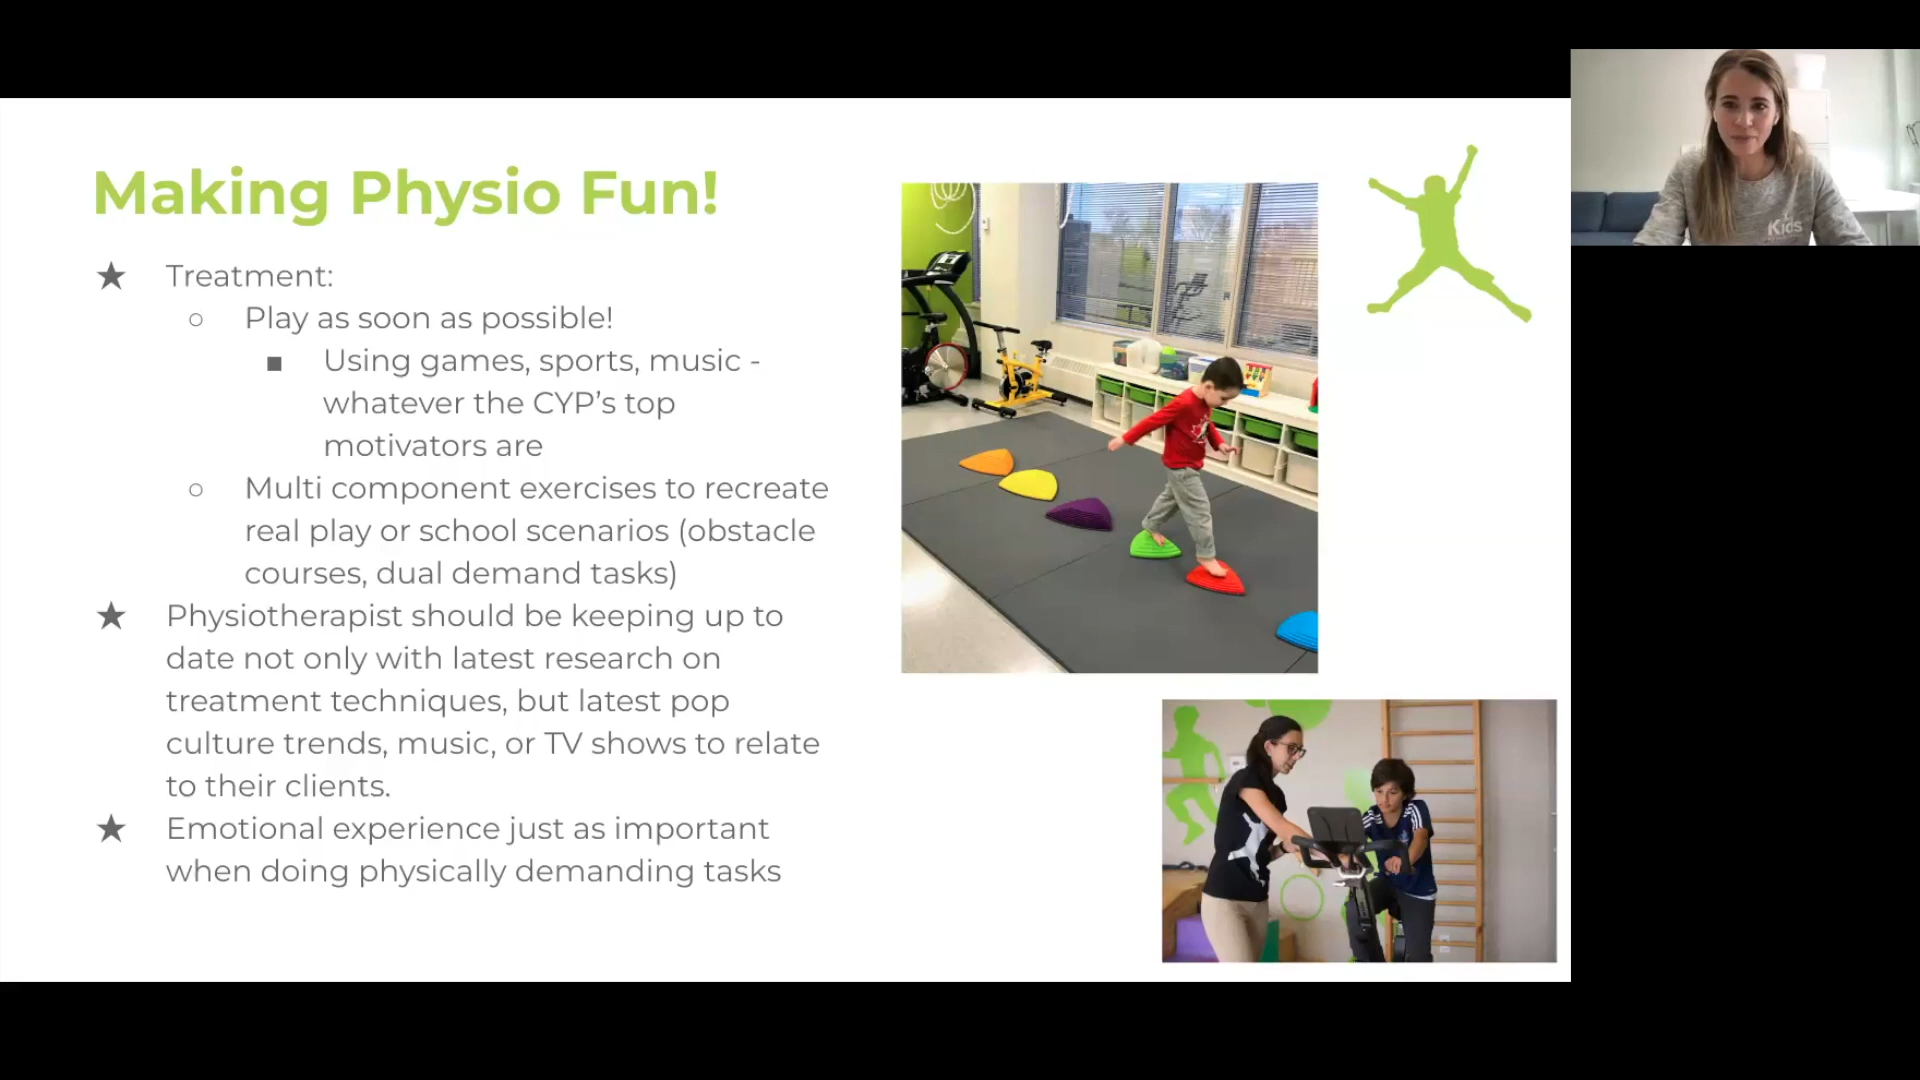 Making Physio Fun!
★ Treatment:
○ Play as soon as possible!
■ Using games, sports, music -
whatever the CYP’s top
motivators are
○ Multi component exercises to recreate
real play or school scenarios (obstacle
courses, dual demand tasks)
★ Physiotherapist should be keeping up to
date not only with latest research on
treatment techniques, but latest pop
culture trends, music, or TV shows to relate
to their clients.
★ Emotional experience just as important
when doing physically demanding tasks
Kids